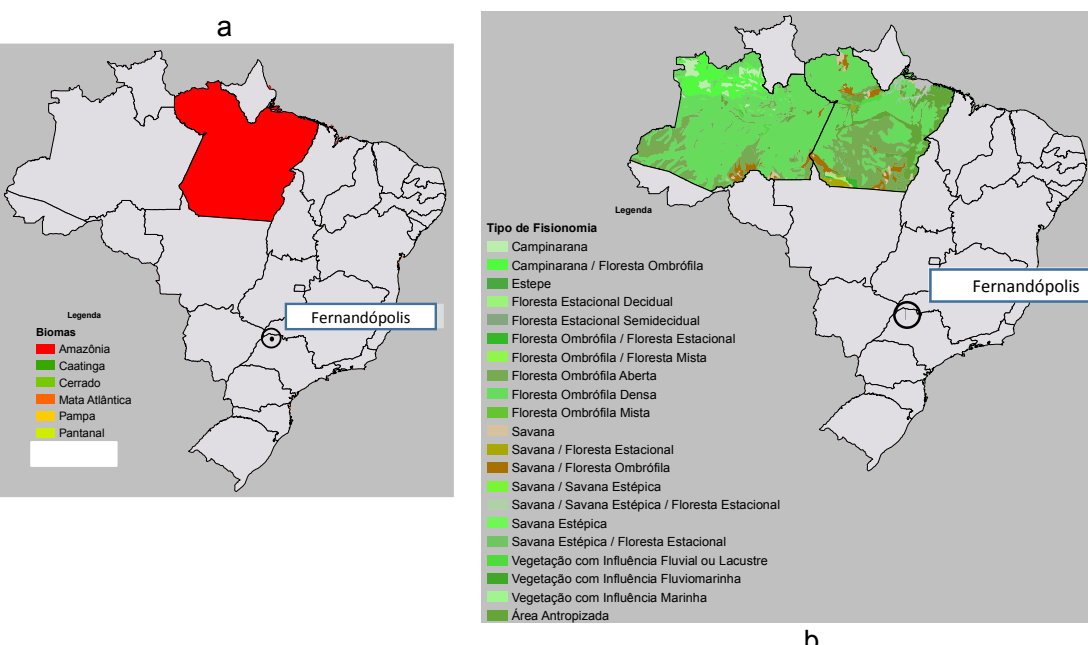 a
Fernandópolis
Legenda
Biomas
Amazônia
Caatinga
Cerrado
Mata Atlântica
Pampa
Pantanal
Fernandópolis
Legenda
Tipo de Fisionomia
Campinarana
Campinarana / Floresta Ombrófila
Estepe
Floresta Estacional Decidual
Floresta Estacional Semidecidual
Floresta Ombrófila / Floresta Estacional
Floresta Ombrófila / Floresta Mista
Floresta Ombrófila Aberta
Floresta Ombrófila Densa
Floresta Ombrófila Mista
Savana
Savana / Floresta Estacional
Savana / Floresta Ombrófila
Savana / Savana Estépica
Savana / Savana Estépica / Floresta Estacional
Savana Estépica
Savana Estépica / Floresta Estacional
Vegetação com Influência Fluvial ou Lacustre
Vegetação com Influência Fluviomarinha
Vegetação com Influência Marinha
Área Antropizada
b